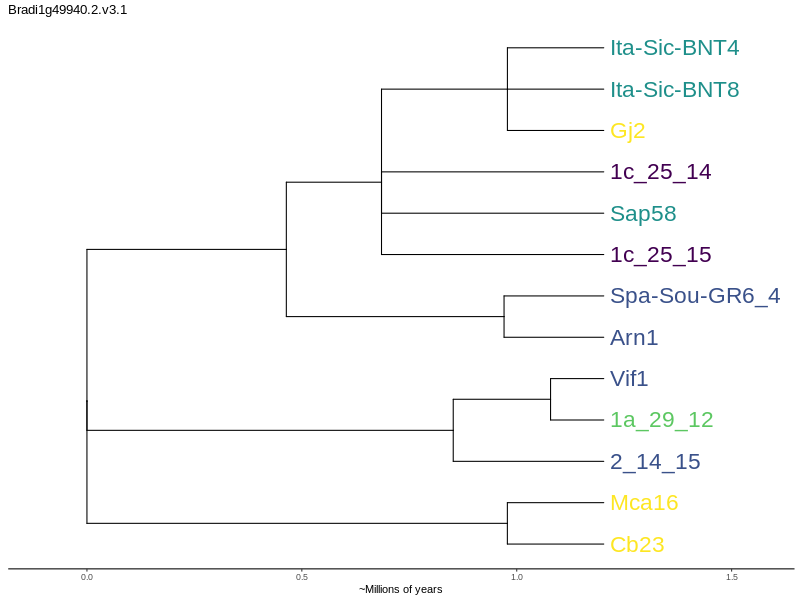 Bradi1g49940.2.v3.1
Ita-Sic-BNT4
Ita-Sic-BNT8
Gj2
1c_25_14
Sap58
1c_25_15
Spa-Sou-GR6_4
Arn1
Vif1
1a_29_12
2_14_15
Mca16
Cb23
0.0 0.5 1.0 1.5
~Millions of years